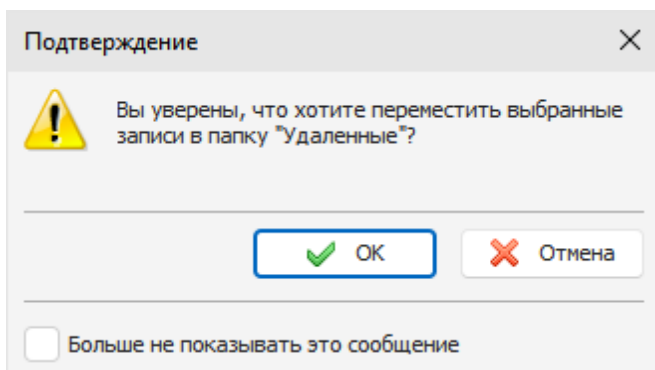 Подтверждение
Вы уверены, что хотите переместить выбранные
записи в папку "Удаленные"?
OK
Отмена
Больше не показывать это сообщение